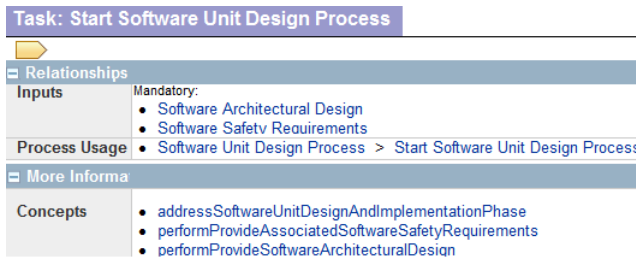 Task: Start Software Unit Design Process
Relationships
Inputs Mandatory:
Software Architectural Design
Software Safety Requirements
Process Usage Software Unit Design Process > Start Software Unit Design Process
More Informa
Concepts addressSoftwareUnitDesignAndImplementationPhase
performProvideAssociatedSoftwareSafetyRequirements
performProvideSoftwareArchitecturalDesign